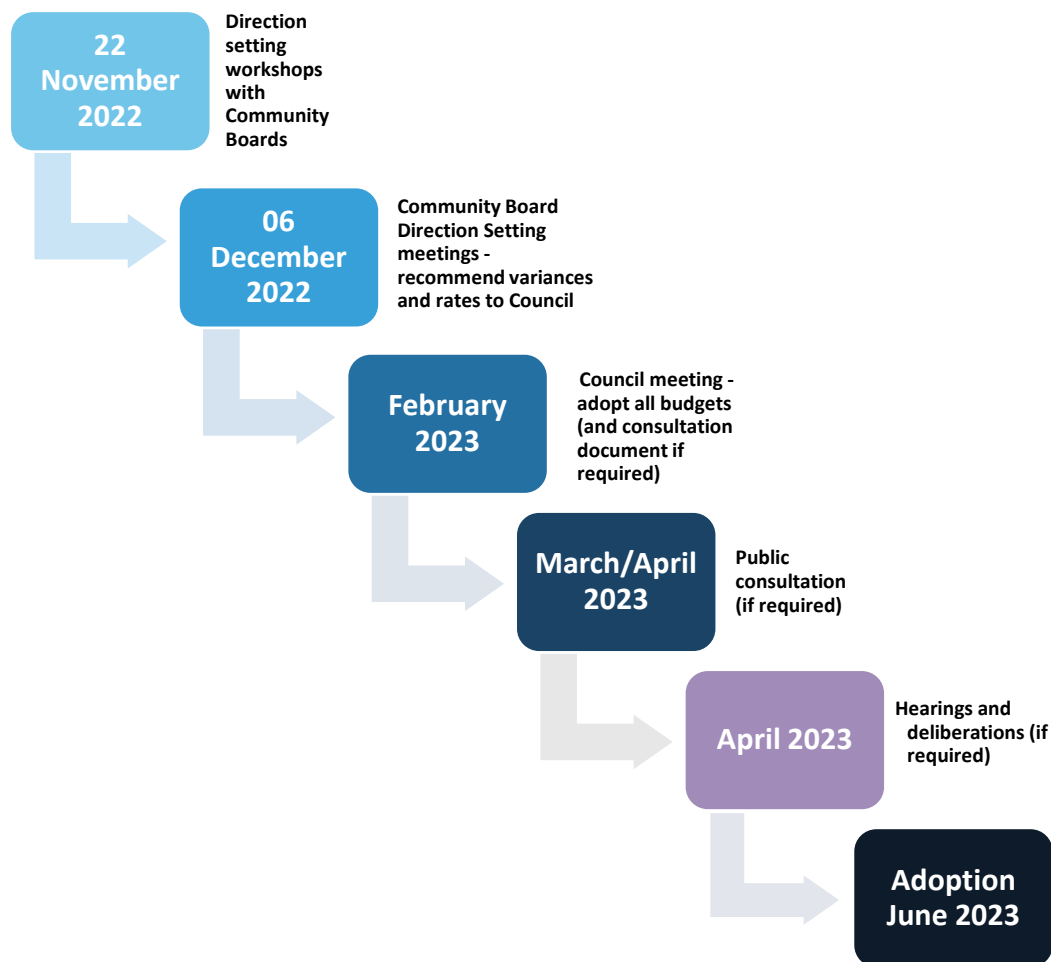 22
November
2022
Direction
setting
workshops
with
Community
Boards
06
December
2022
Community Board
Direction Setting
meetings -
recommend variances
and rates to Council
February
2023
Council meeting -
adopt all budgets
(and consultation
document if
required)
March/April
2023
Public
consultation
(if required)
April 2023
Hearings and
deliberations (if
required)
Adoption
June 2023